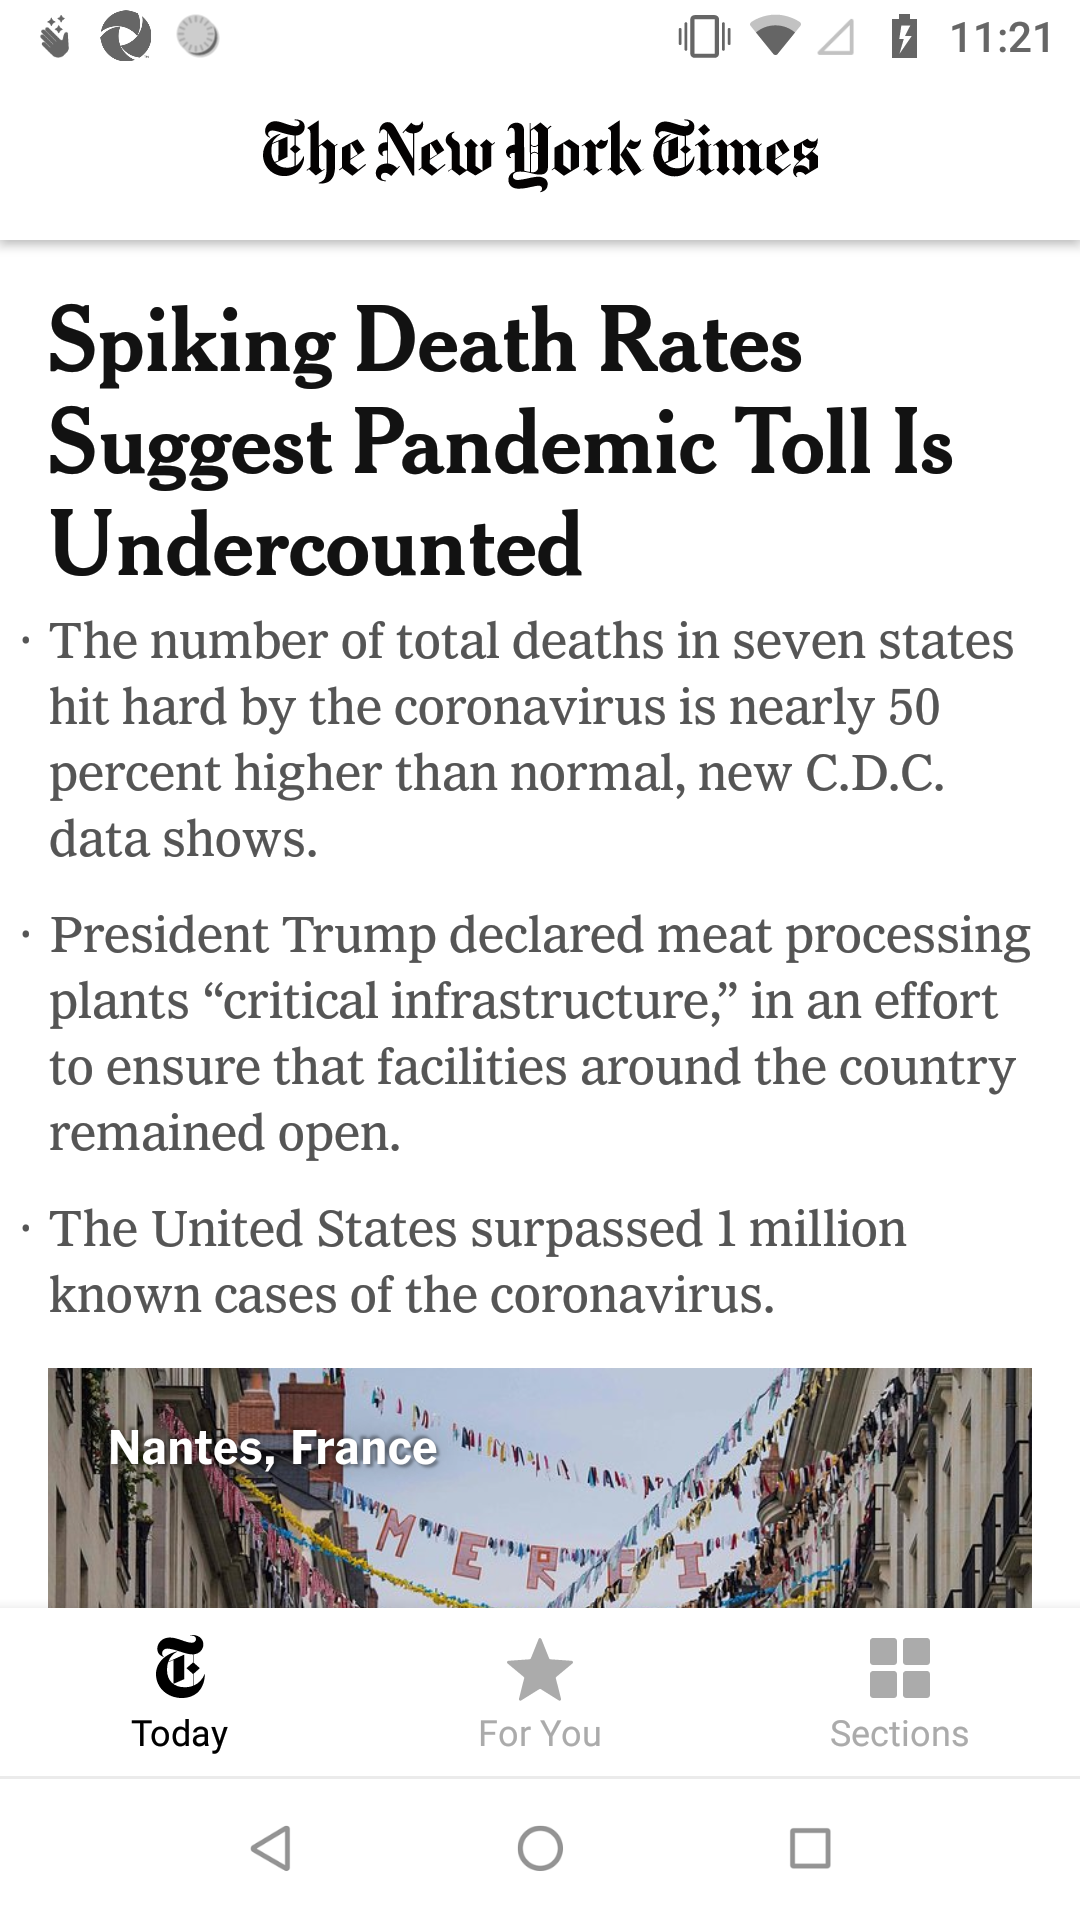 11:21
The New York Times
Spiking Death Rates
Suggest Pandemic Toll Is
Undercounted
· The number of total deaths in seven states
hit hard by the coronavirus is nearly 50
percent higher than normal, new C.D.C.
data shows.
· President Trump declared meat processing
plants “critical infrastructure,” in an effort
to ensure that facilities around the country
remained open.
· The United States surpassed 1 million
known cases of the coronavirus.
Nantes, France
MERCI
T
Today
For You
Sections